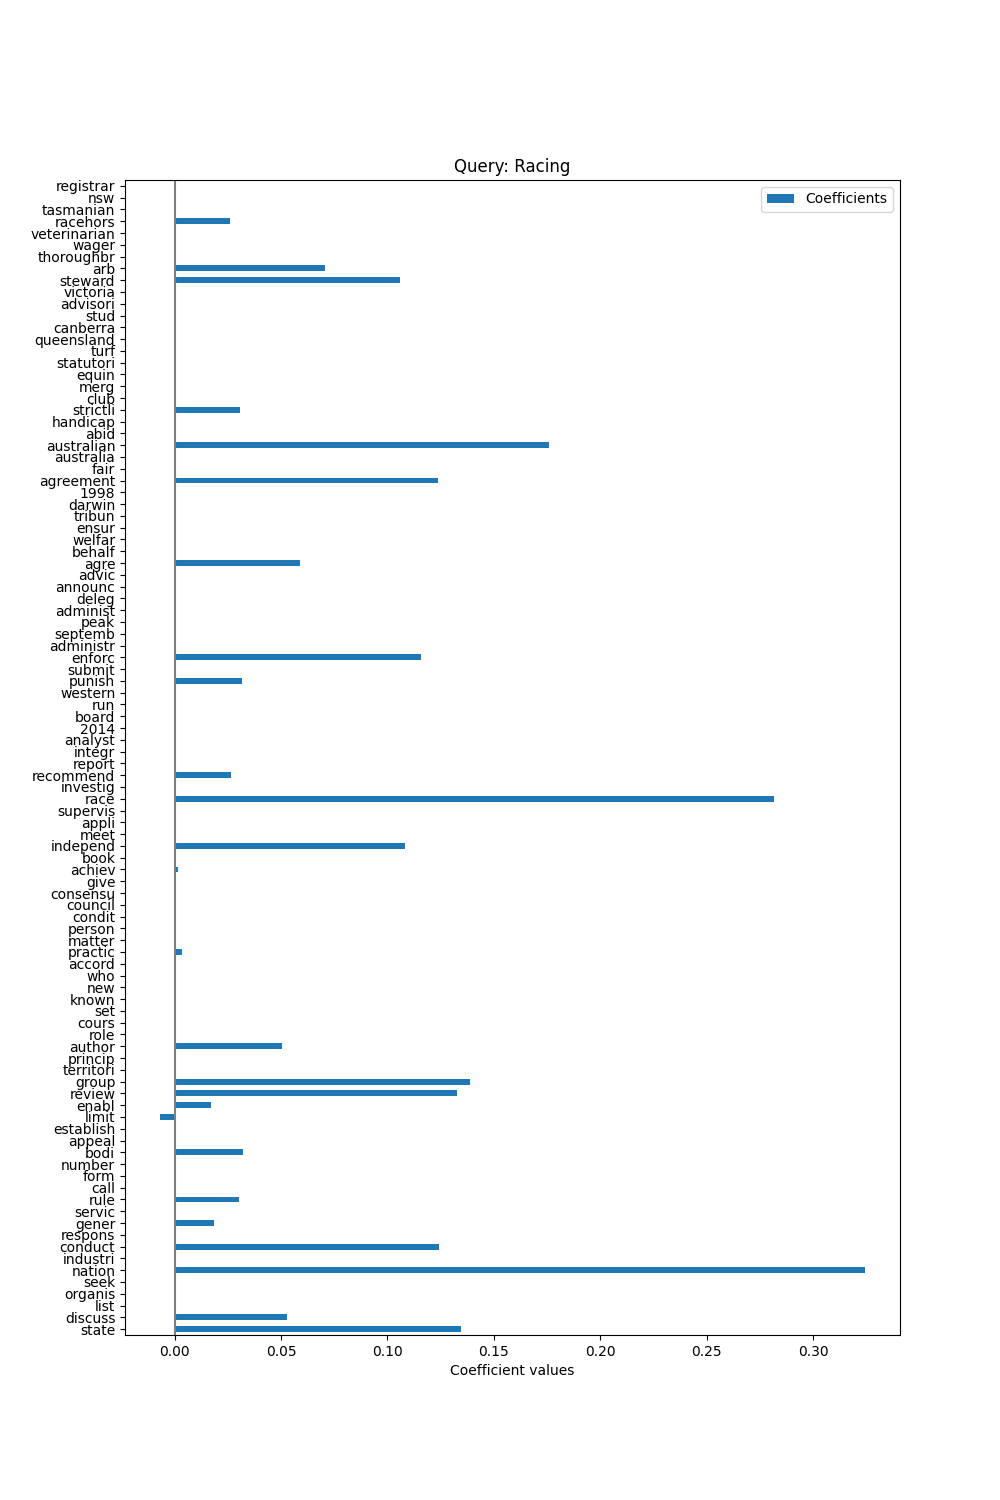 Query: Racing
Coefficients
registrar
nsw
tasmanian
racehors
veterinarian
wager
thoroughbr
arb
steward
victoria
advisori
stud
canberra
queensland
turf
statutori
equin
merg
club
strictli
handicap
abid
australian
australia
fair
agreement
1998
darwin
tribun
ensur
welfar
behalf
agre
advic
announc
deleg
administ
peak
septemb
administr
enforc
submit
punish
western
run
board
2014
analyst
integr
report
recommend
investig
race
supervis
appli
meet
independ
book
achiev
give
consensu
council
condit
person
matter
practic
accord
who
new
known
set
cours
role
author
princip
territori
group
review
enabl
limit
establish
appeal
bodi
number
form
call
rule
servic
gener
respons
conduct
industri
nation
seek
organis
list
discuss
state
0.00 0.05 0.10 0.15 0.20 0.25 0.30
Coefficient values